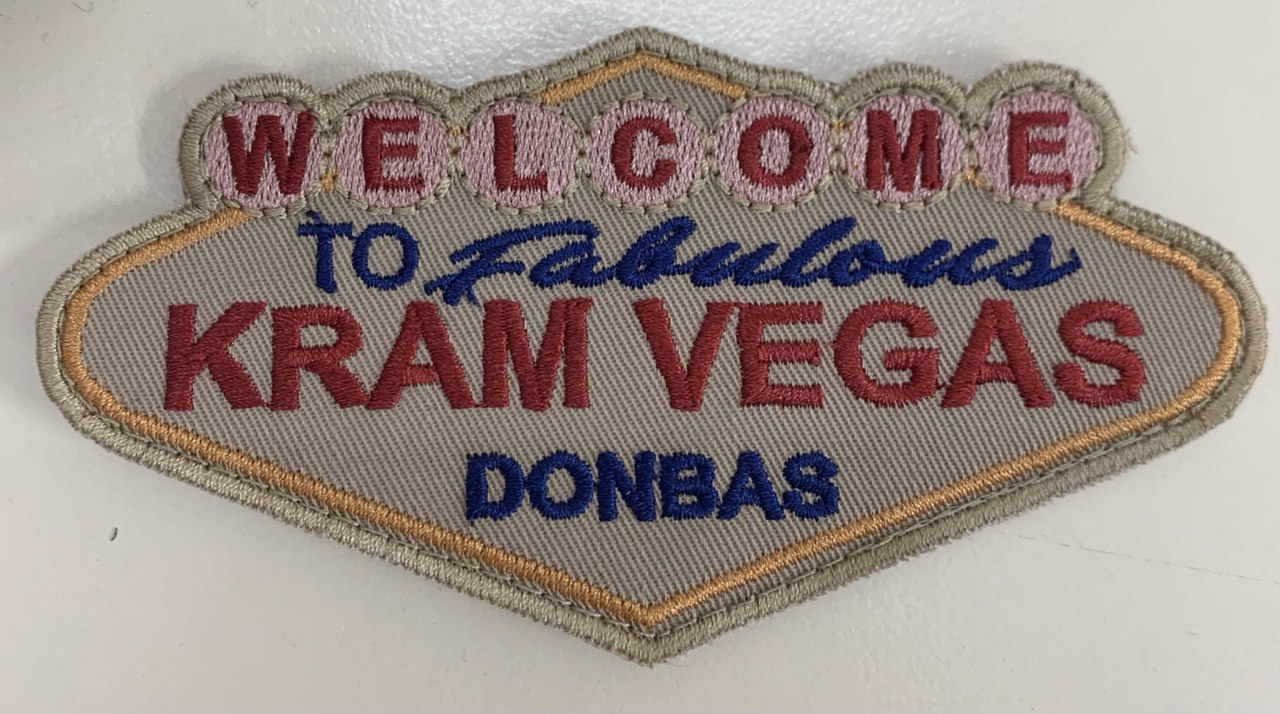 WELCOME
TO Fabulous
KRAM VEGAS
DONBAS